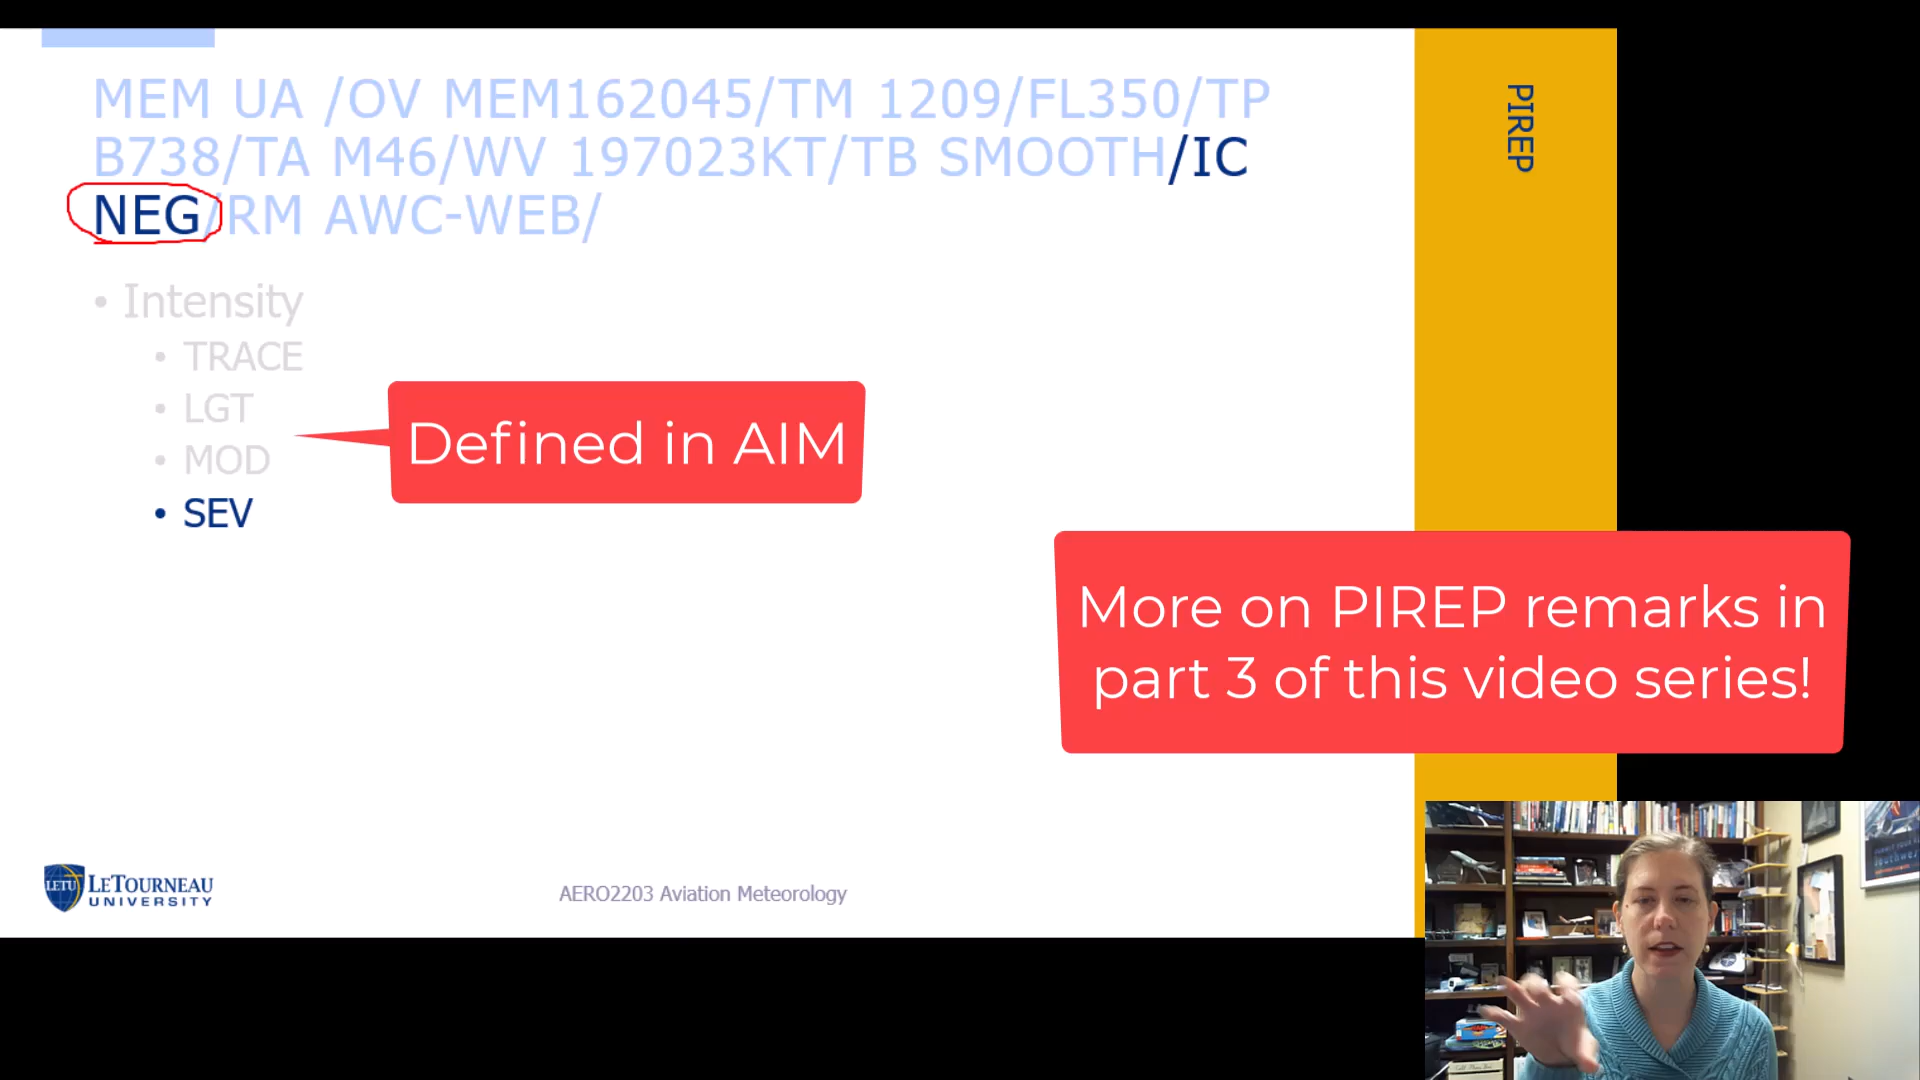 MEM UA /OV MEM162045/TM 1209/FL350/TP
B738/TA M46/WV 197023KT/TB SMOOTH/IC
NEG/RM AWC-WEB/
PIREP
• Intensity
• TRACE
• LGT
• MOD
• SEV
Defined in AIM
More on PIREP remarks in
part 3 of this video series!
LETU
LETOURNEAU
UNIVERSITY
AERO2203 Aviation Meteorology